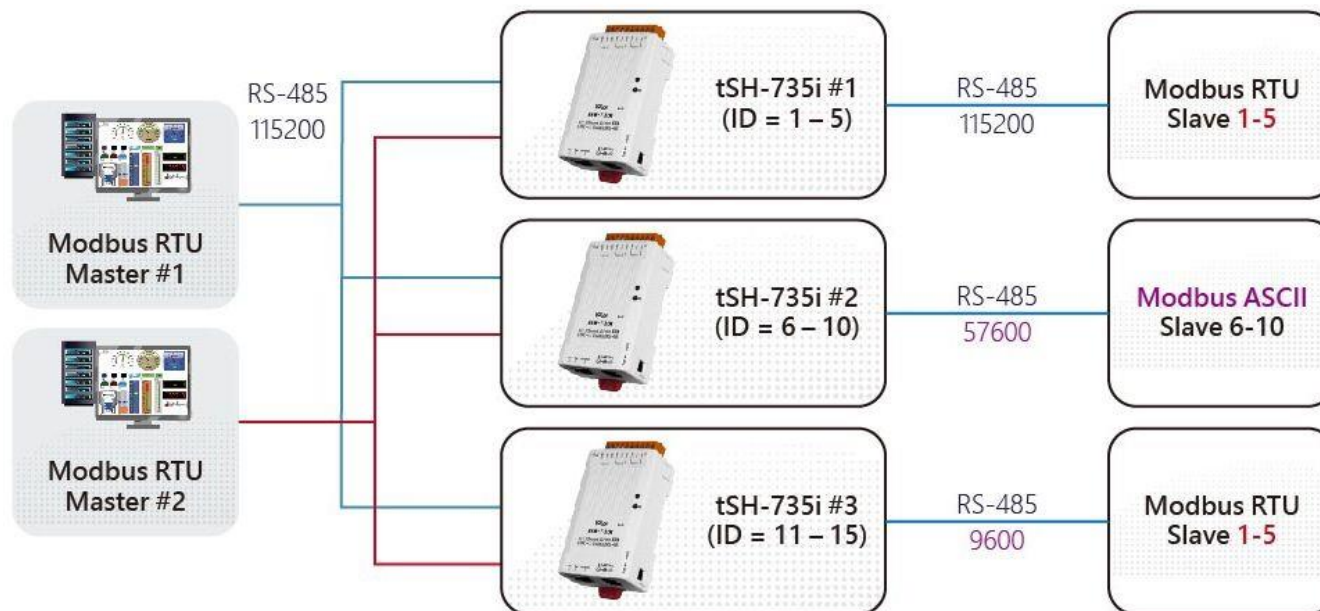 RS-485
115200
Modbus RTU
Master #1
Modbus RTU
Master #2
tSH-735i #1
(ID = 1 – 5)
RS-485
115200
Modbus RTU
Slave 1-5
tSH-735i #2
(ID = 6 – 10)
RS-485
57600
Modbus ASCII
Slave 6-10
tSH-735i #3
(ID = 11 – 15)
RS-485
9600
Modbus RTU
Slave 1-5